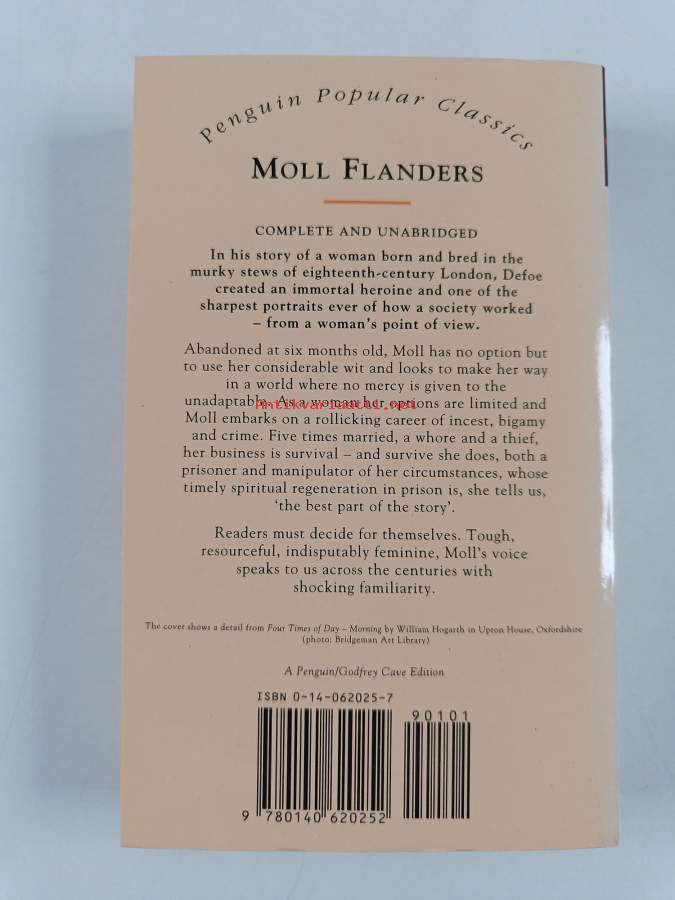 Penguin Popular Classics
MOLL FLANDERS
COMPLETE AND UNABRIDGED
In his story of a woman born and bred in the
murky stews of eighteenth-century London, Defoe
created an immortal heroine and one of the
sharpest portraits ever of how a society worked
– from a woman's point of view.
Abandoned at six months old, Moll has no option but
to use her considerable wit and looks to make her way
in a world where no mercy is given to the
unadaptable. As a woman her options are limited and
Antikvariaatti.net
Moll embarks on a rollicking career of incest, bigamy
and crime. Five times married, a whore and a thief,
her business is survival – and survive she does, both a
prisoner and manipulator of her circumstances, whose
timely spiritual regeneration in prison is, she tells us,
'the best part of the story'.
Readers must decide for themselves. Tough,
resourceful, indisputably feminine, Moll's voice
speaks to us across the centuries with
shocking familiarity.
The cover shows a detail from Four Times of Day – Morning by William Hogarth in Upton House, Oxfordshire
(photo: Bridgeman Art Library)
A Penguin/Godfrey Cave Edition
ISBN 0-14-062025-7
90101
9 780140 620252